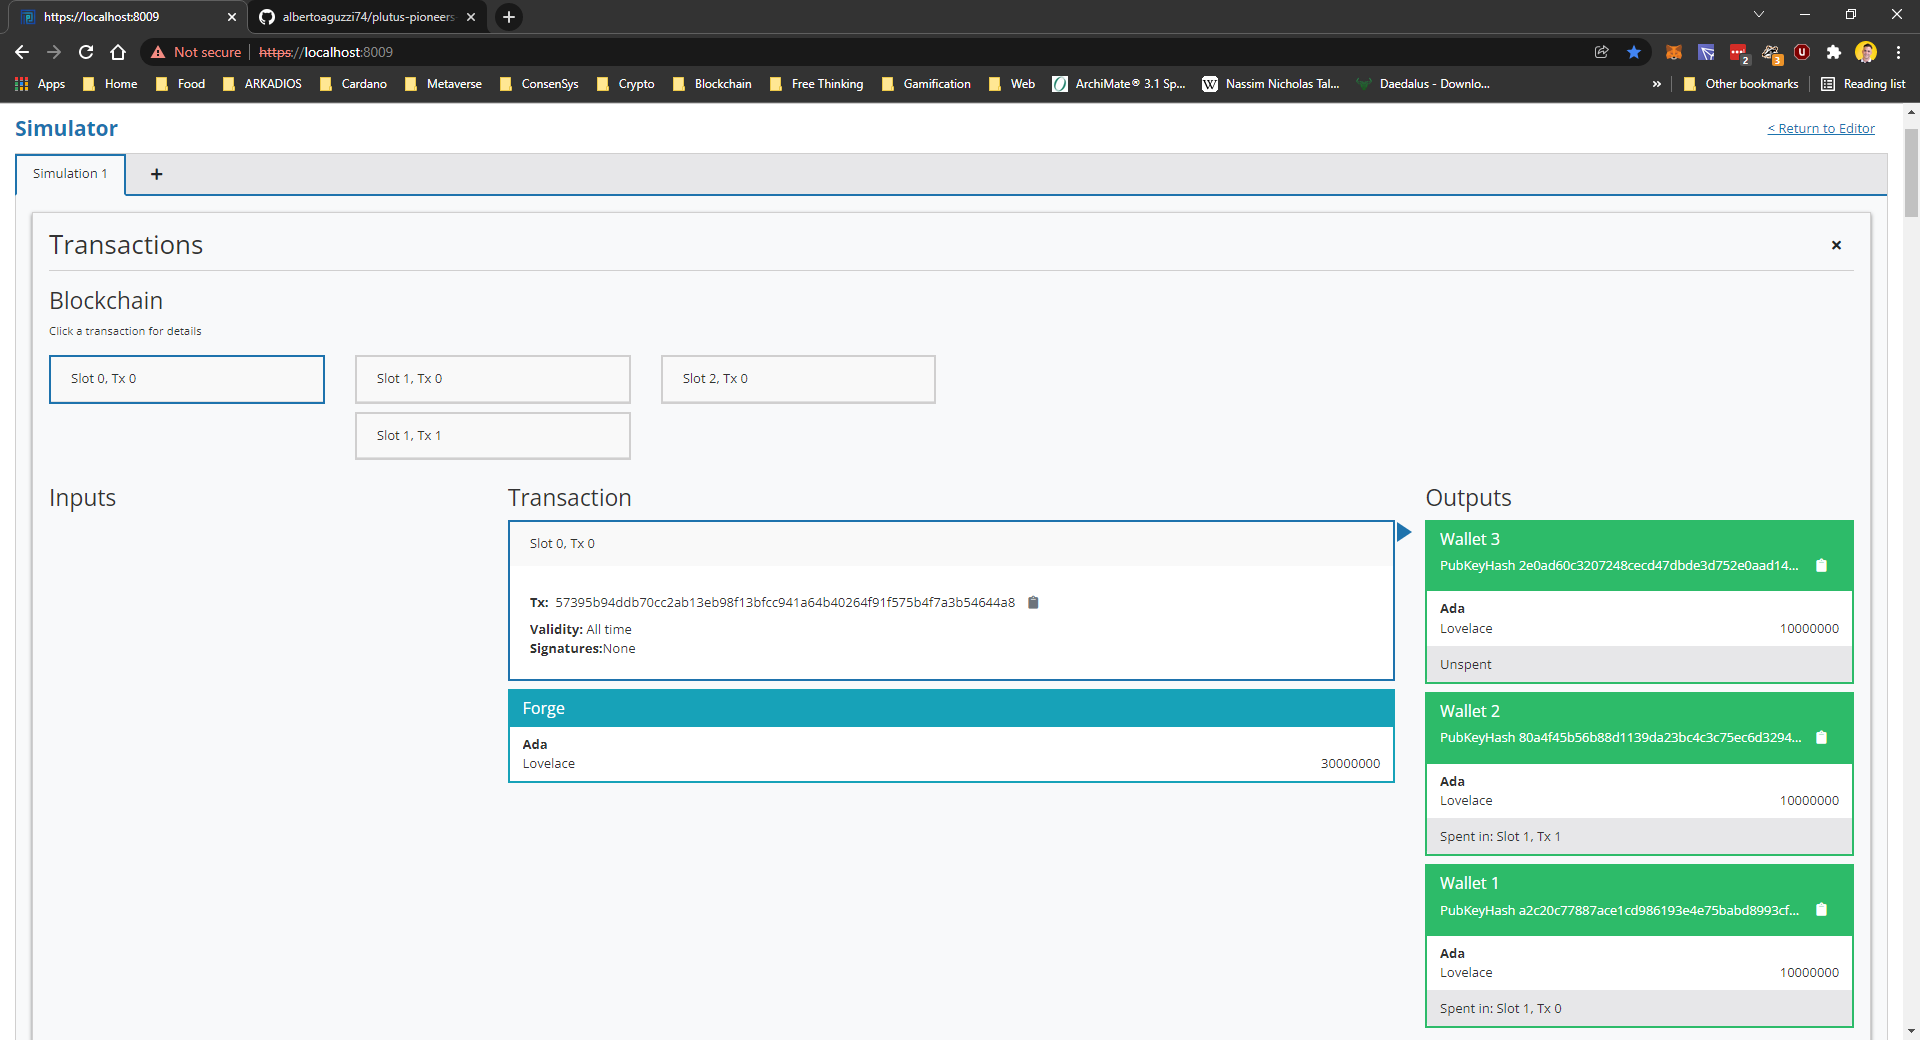 https://localhost:8009
albertoaguzzi74/plutus-pioneers-
Not secure https://localhost:8009
2
3
Apps Home Food ARKADIOS Cardano Metaverse ConsenSys Crypto Blockchain Free Thinking Gamification Web ArchiMate® 3.1 Sp... Nassim Nicholas Tal... Daedalus - Downlo... » Other bookmarks Reading list
Simulator
< Return to Editor
Simulation 1 +
Transactions
Blockchain
Click a transaction for details
Slot 0, Tx 0
Slot 1, Tx 0
Slot 2, Tx 0
Slot 1, Tx 1
Inputs
Transaction
Slot 0, Tx 0
Tx: 57395b94ddb70cc2ab13eb98f13bfcc941a64b40264f91f575b4f7a3b54644a8
Validity: All time
Signatures:None
Forge
Ada
Lovelace 30000000
Outputs
Wallet 3
PubKeyHash 2e0ad60c3207248cecd47dbde3d752e0aad14...
Ada
Lovelace 10000000
Unspent
Wallet 2
PubKeyHash 80a4f45b56b88d1139da23bc4c3c75ec6d3294...
Ada
Lovelace 10000000
Spent in: Slot 1, Tx 1
Wallet 1
PubKeyHash a2c20c77887ace1cd986193e4e75babd8993cf...
Ada
Lovelace 10000000
Spent in: Slot 1, Tx 0